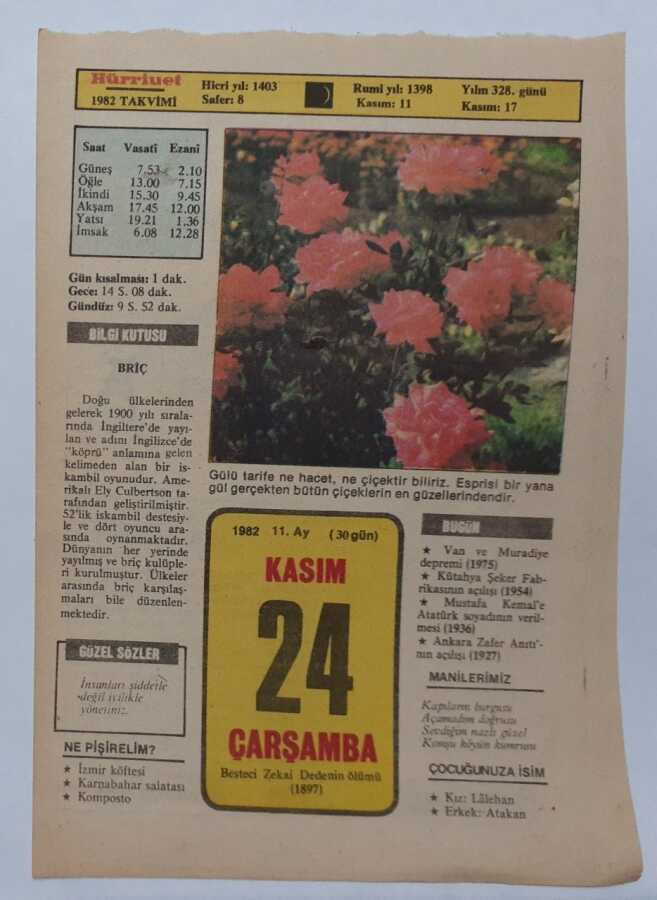 Hürriyet
1982 TAKVİMİ
Hicri yıl: 1403
Safer: 8
Rumi yıl: 1398
Kasım: 11
Yılın 328. günü
Kasım: 17
Saat Vasatî Ezanî
Güneş 7.53 2.10
Öğle 13.00 7.15
İkindi 15.30 9.45
Akşam 17.45 12.00
Yatsı 19.21 1.36
İmsak 6.08 12.28
Gün kısalması: 1 dak.
Gece: 14 S. 08 dak.
Gündüz: 9 S. 52 dak.
BİLGİ KUTUSU
BRİÇ
Doğu ülkelerinden
gelerek 1900 yılı sırala-
rında İngiltere'de yayı-
lan ve adını İngilizce'de
"köprü" anlamına gelen
kelimeden alan bir is-
kambil oyunudur. Ame-
rikalı Ely Culbertson ta-
rafından geliştirilmiştir.
52'lik iskambil destesiy-
le ve dört oyuncu ara-
sında oynanmaktadır.
Dünyanın her yerinde
yayılmış ve briç kulüple-
ri kurulmuştur. Ülkeler
arasında briç karşılaş-
maları bile düzenlen-
mektedir.
GÜZEL SÖZLER
İnsanları şiddetle
değil iyilikle
yönetiniz.
NE PİŞİRELİM?
★ İzmir köftesi
★ Karnabahar salatası
★ Komposto
Gülü tarife ne hacet, ne çiçektir biliriz. Esprisi bir yana
gül gerçekten bütün çiçeklerin en güzellerindendir.
1982 11. Ay (30 gün)
KASIM
24
ÇARŞAMBA
Besteci Zekai Dedenin ölümü
(1897)
BUGÜN
★ Van ve Muradiye
depremi (1975)
★ Kütahya Şeker Fab-
rikasının açılışı (1954)
★ Mustafa Kemal'e
Atatürk soyadının veril-
mesi (1936)
★ Ankara Zafer Anıtı'-
nın açılışı (1927)
MANİLERİMİZ
Kapıların burgusu
Açamadım doğrusu
Sevdiğim nazlı güzel
Komşu köyün kumrusu
ÇOCUĞUNUZA İSİM
★ Kız: Lâlehan
★ Erkek: Atakan